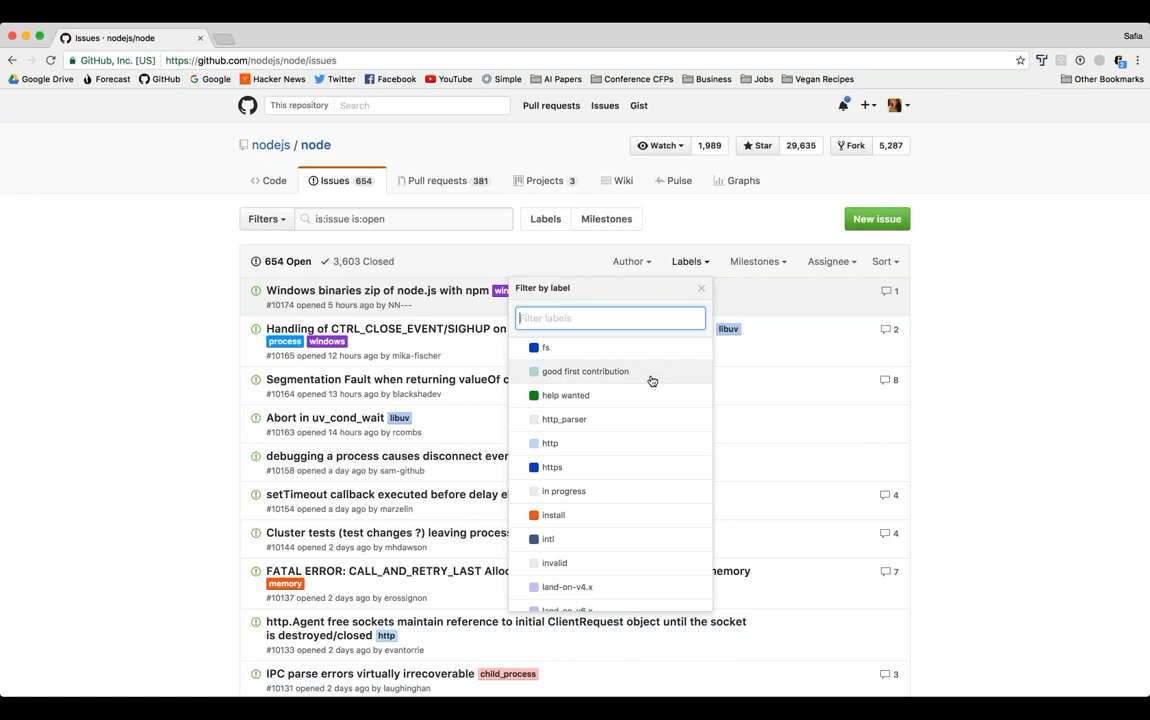 Issues · nodejs/node
Safia
GitHub, Inc. [US] https://github.com/nodejs/node/issues
Google Drive Forecast GitHub Google Hacker News Twitter Facebook YouTube Simple AI Papers Conference CFPs Business Jobs Vegan Recipes Other Bookmarks
This repository Search Pull requests Issues Gist
nodejs / node
Watch 1,989 Star 29,635 Fork 5,287
Code Issues 654 Pull requests 381 Projects 3 Wiki Pulse Graphs
Filters is:issue is:open Labels Milestones New issue
654 Open 3,603 Closed Author Labels Milestones Assignee Sort
Windows binaries zip of node.js with npm win 1
#10174 opened 5 hours ago by NN---
Handling of CTRL_CLOSE_EVENT/SIGHUP on libuv 2
process windows
#10165 opened 12 hours ago by mika-fischer
Segmentation Fault when returning valueOf c 8
#10164 opened 13 hours ago by blackshadev
Abort in uv_cond_wait libuv
#10163 opened 14 hours ago by rcombs
debugging a process causes disconnect ever
#10158 opened a day ago by sam-github
setTimeout callback executed before delay e 4
#10154 opened a day ago by marzelin
Cluster tests (test changes ?) leaving proces 4
#10144 opened 2 days ago by mhdawson
FATAL ERROR: CALL_AND_RETRY_LAST Alloc memory 7
memory
#10137 opened 2 days ago by erossignon
http.Agent free sockets maintain reference to initial ClientRequest object until the socket
is destroyed/closed http
#10133 opened 2 days ago by evantorrie
IPC parse errors virtually irrecoverable child_process 3
#10131 opened 2 days ago by laughinghan
Filter by label
Filter labels
fs
good first contribution
help wanted
http_parser
http
https
in progress
install
intl
invalid
land-on-v4.x
land-on-v6.x